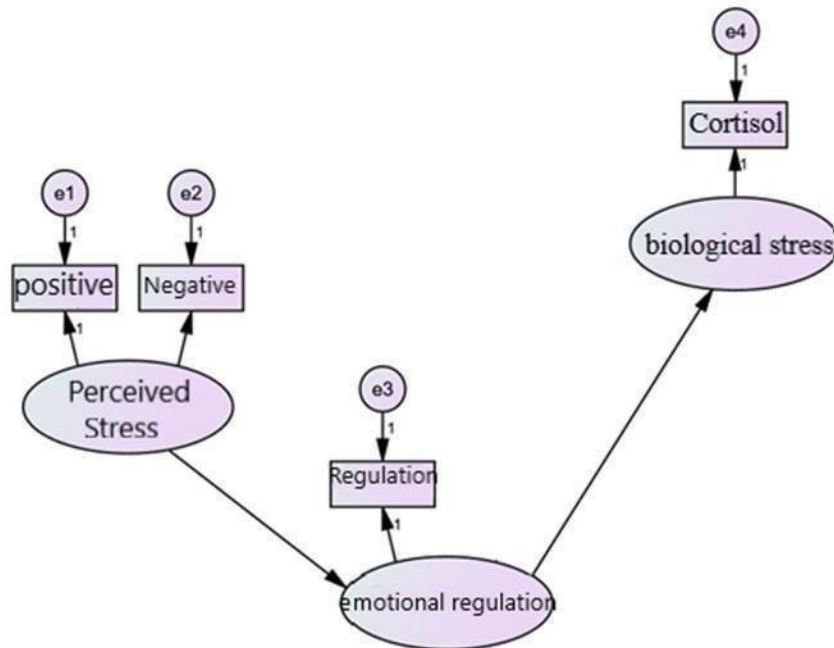 e4
1
Cortisol
1
biological stress
e1
e2
1
1
positive
Negative
1
Perceived
Stress
e3
1
Regulation
1
emotional regulation